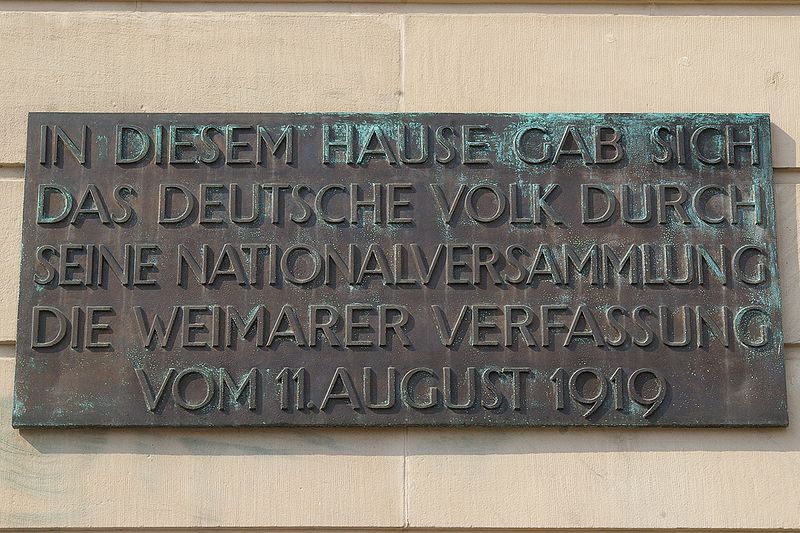 IN DIESEM HAUSE GAB SICH
DAS DEUTSCHE VOLK DURCH
SEINE NATIONALVERSAMMLUNG
DIE WEIMARER VERFASSUNG
VOM 11. AUGUST 1919